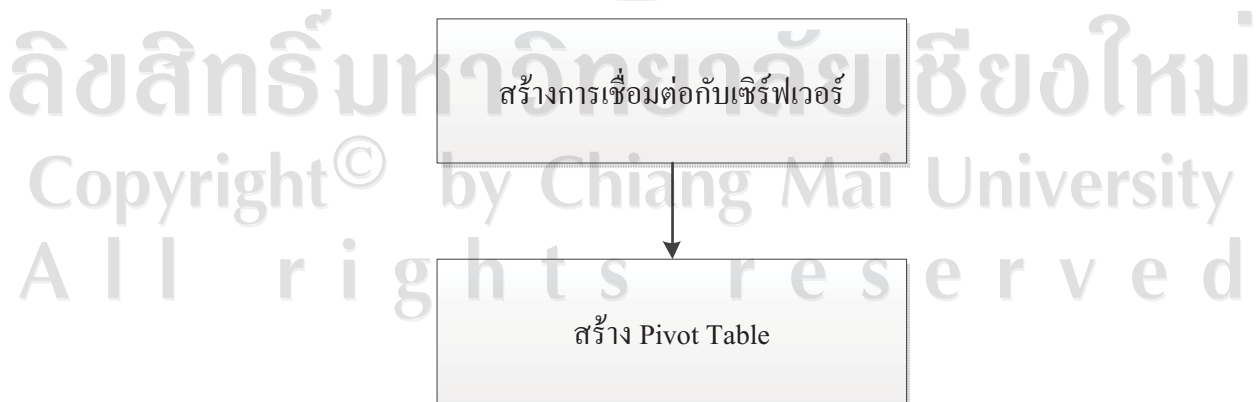 สร้างการเชื่อมต่อกับเซิร์ฟเวอร์
ลิขสิทธิ์มหาวิทยาลัยเชียงใหม่
Copyright© by Chiang Mai University
All rights reserved
สร้าง Pivot Table